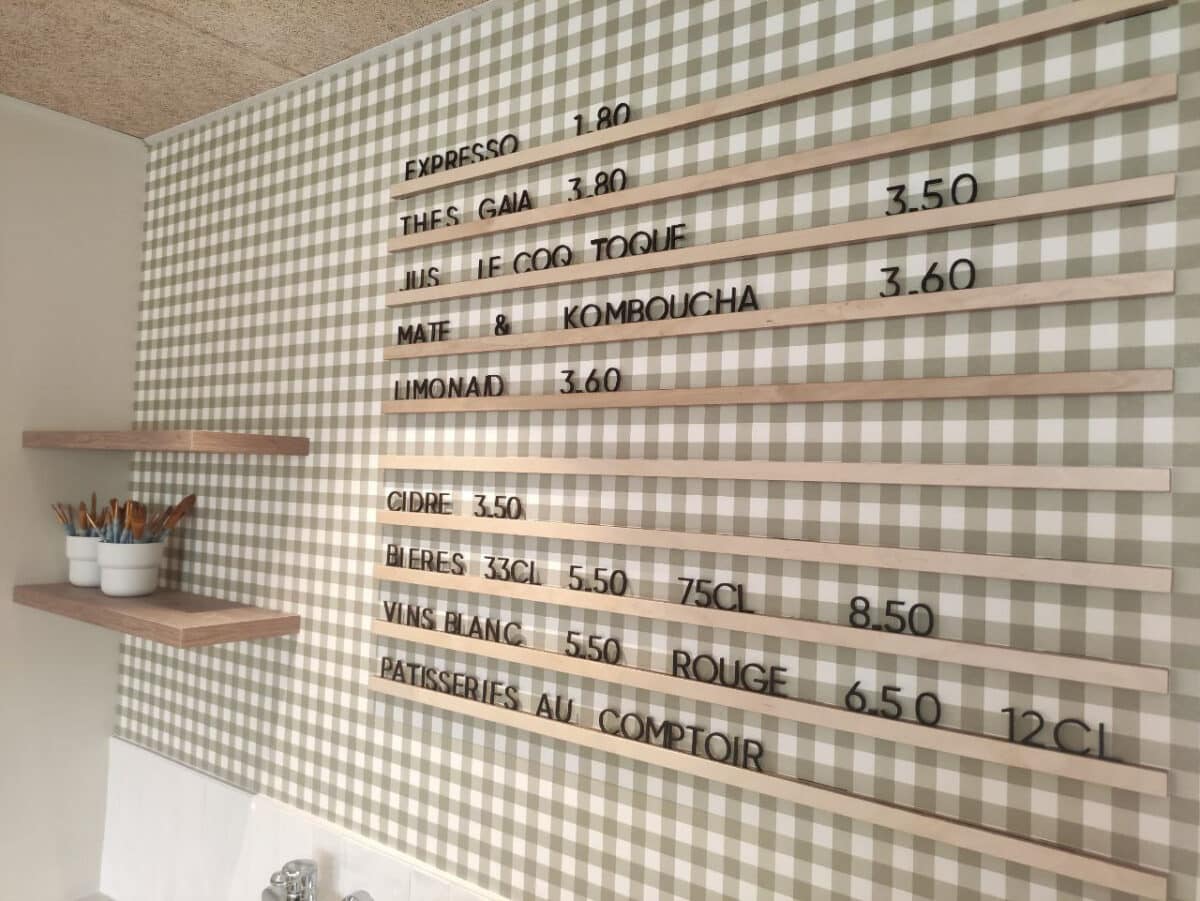 EXPRESSO 1.80
THES GAIA 3.80
JUS LE COQ TOQUE 3.50
MATE & KOMBOUCHA 3.60
LIMONAD 3.60
CIDRE 3.50
BIERES 33CL 5.50 75CL 8.50
VINS BLANC 5.50 ROUGE 6.50 12CL
PATISSERIES AU COMPTOIR